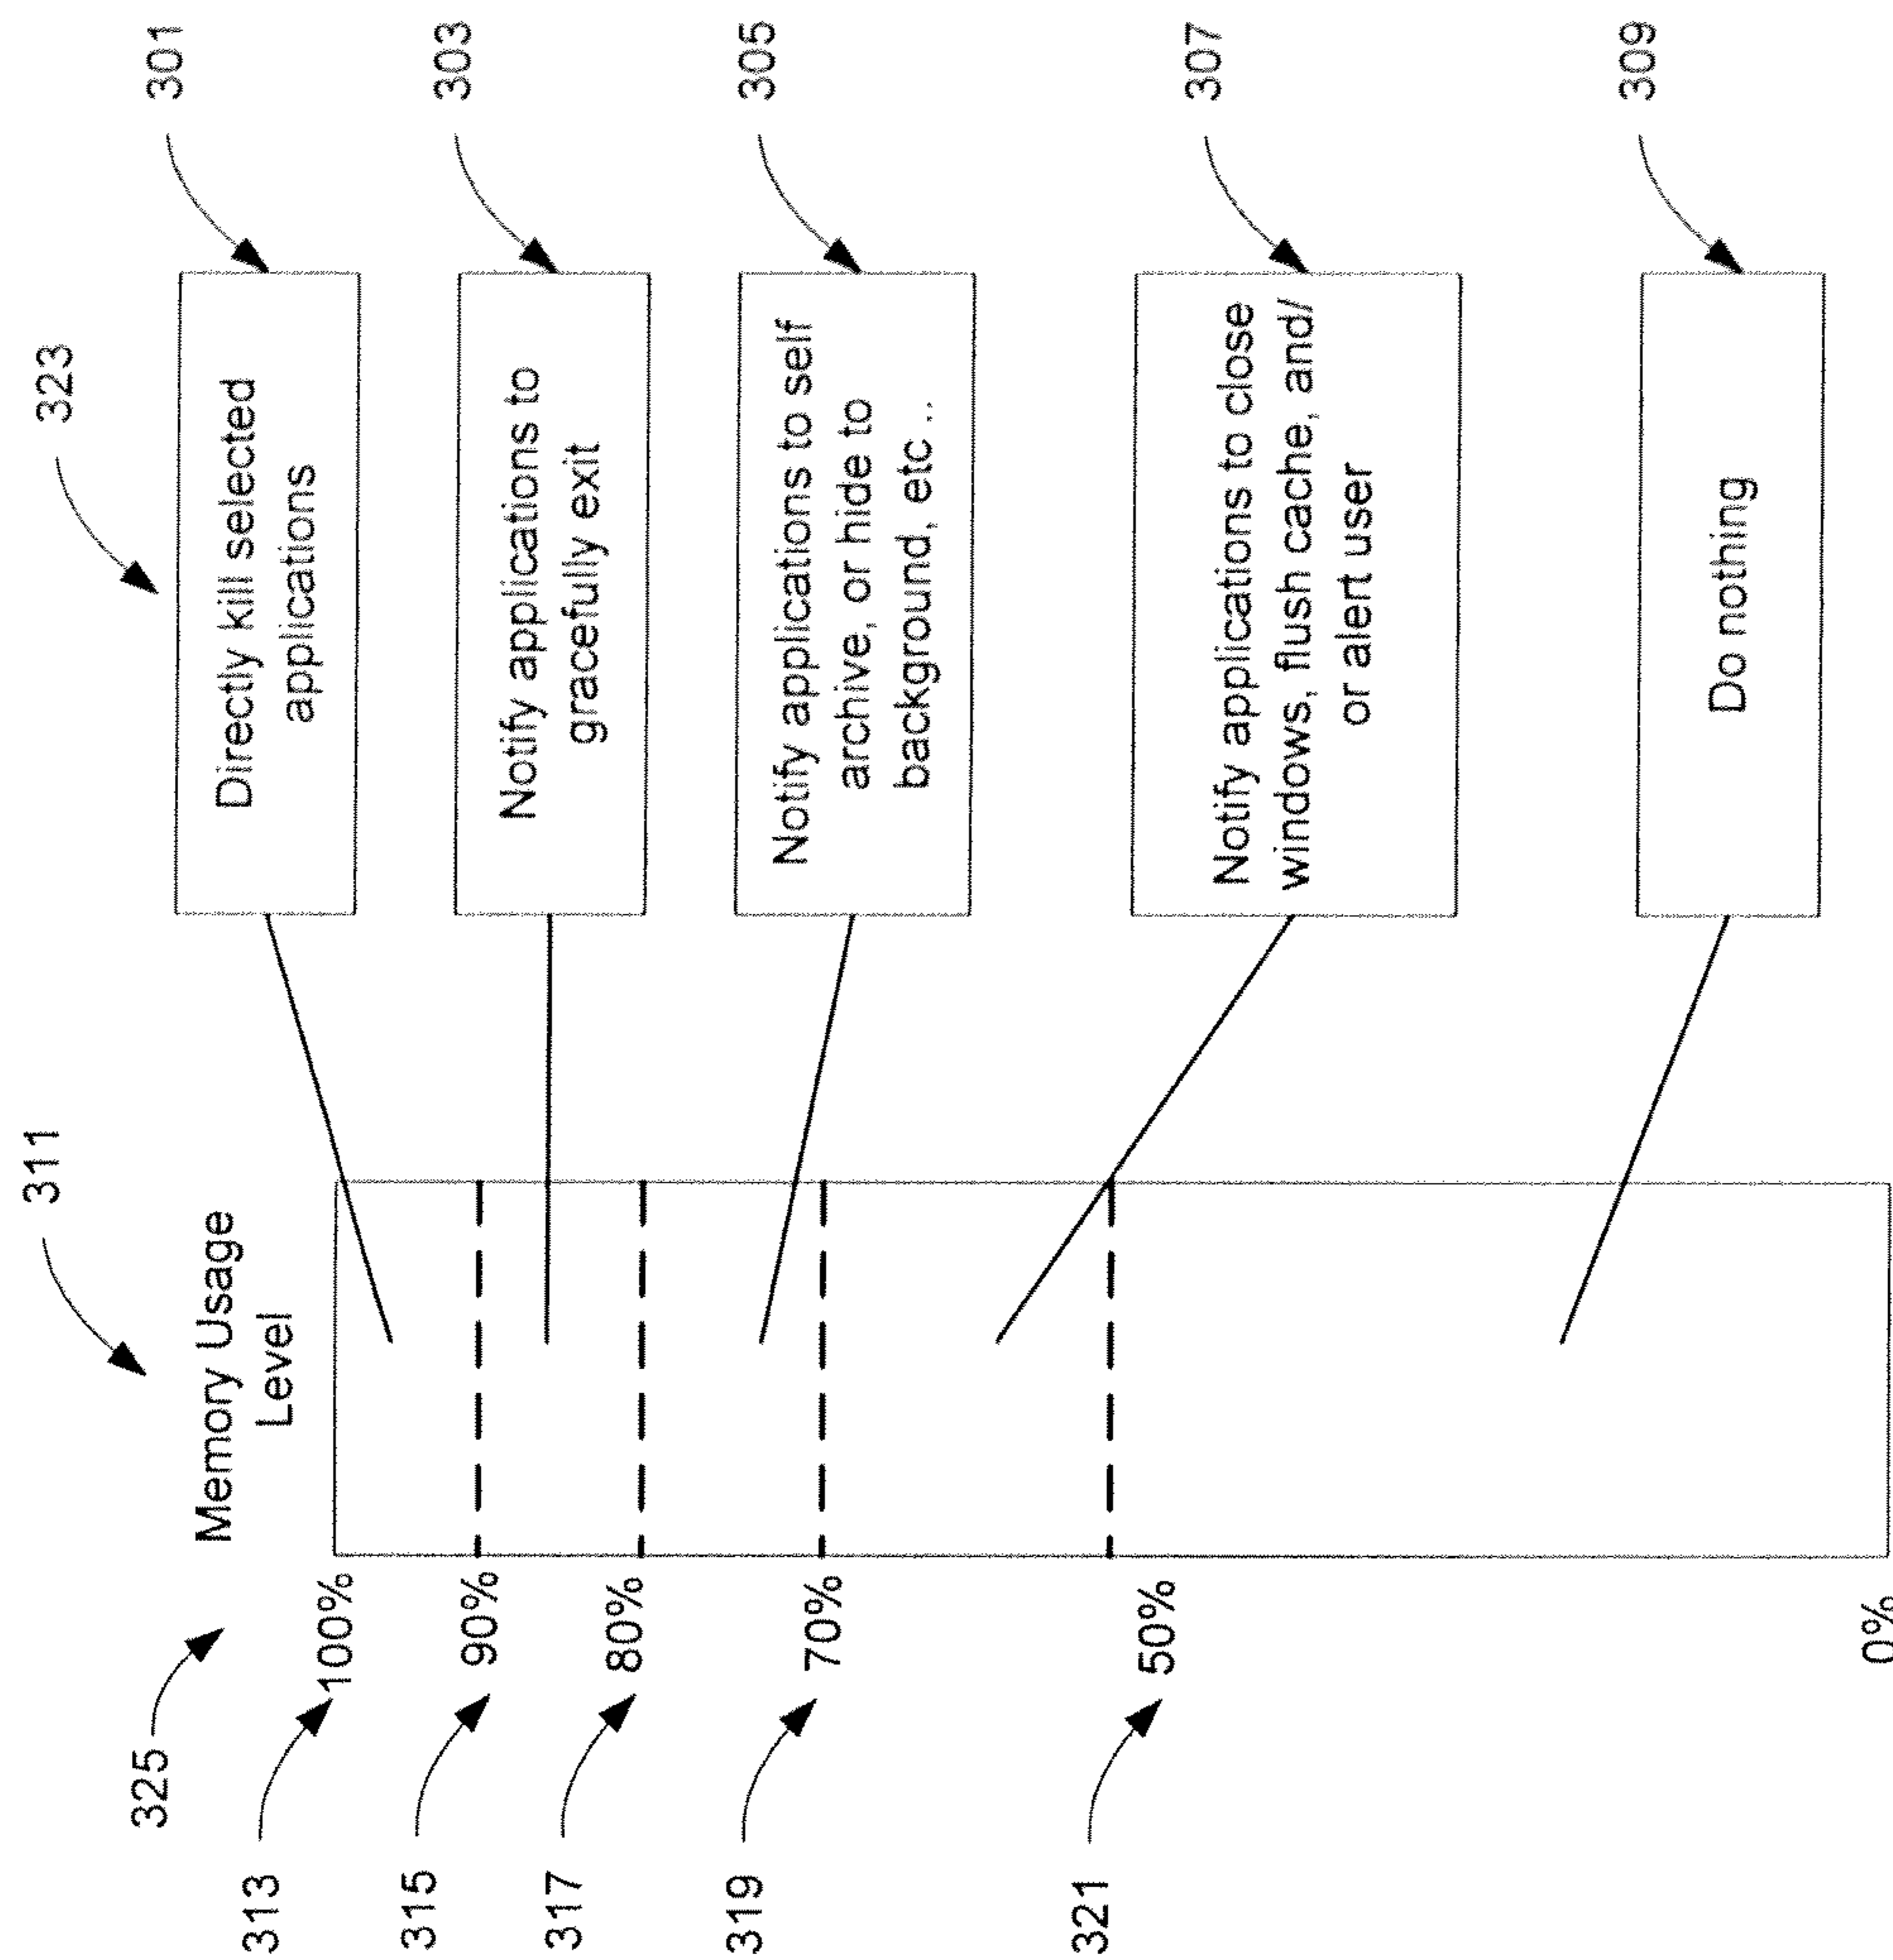 311
323
Memory Usage
Level
325
313
100%
315
90%
317
80%
319
70%
321
50%
0%
Directly kill selected
applications
301
Notify applications to
gracefully exit
303
Notify applications to self
archive, or hide to
background, etc ..
305
Notify applications to close
windows, flush cache, and/
or alert user
307
Do nothing
309